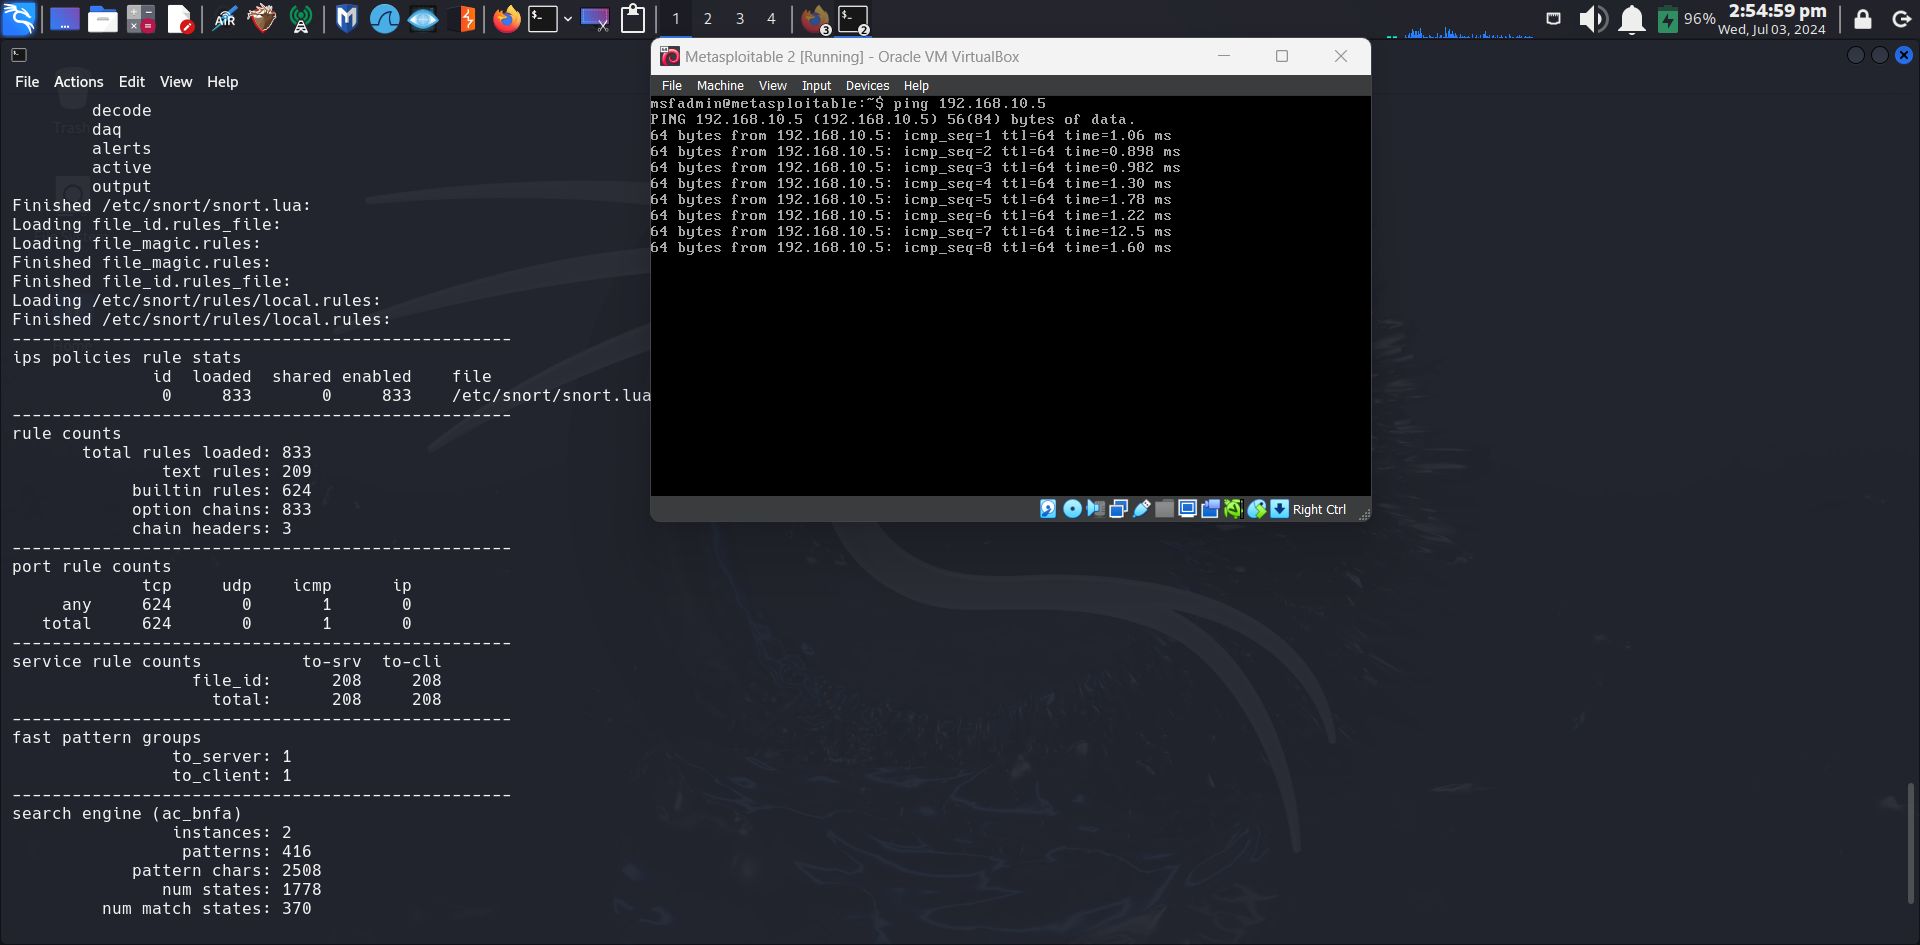 1 2 3 4
3
2
96%
2:54:59 pm
Wed, Jul 03, 2024
File Actions Edit View Help
decode
daq
alerts
active
output
Finished /etc/snort/snort.lua:
Loading file_id.rules_file:
Loading file_magic.rules:
Finished file_magic.rules:
Finished file_id.rules_file:
Loading /etc/snort/rules/local.rules:
Finished /etc/snort/rules/local.rules:
--------------------------------------------------
ips policies rule stats
id loaded shared enabled file
0 833 0 833 /etc/snort/snort.lua
--------------------------------------------------
rule counts
total rules loaded: 833
text rules: 209
builtin rules: 624
option chains: 833
chain headers: 3
--------------------------------------------------
port rule counts
tcp udp icmp ip
any 624 0 1 0
total 624 0 1 0
--------------------------------------------------
service rule counts to-srv to-cli
file_id: 208 208
total: 208 208
--------------------------------------------------
fast pattern groups
to_server: 1
to_client: 1
--------------------------------------------------
search engine (ac_bnfa)
instances: 2
patterns: 416
pattern chars: 2508
num states: 1778
num match states: 370
Metasploitable 2 [Running] - Oracle VM VirtualBox
File Machine View Input Devices Help
msfadmin@metasploitable:~$ ping 192.168.10.5
PING 192.168.10.5 (192.168.10.5) 56(84) bytes of data.
64 bytes from 192.168.10.5: icmp_seq=1 ttl=64 time=1.06 ms
64 bytes from 192.168.10.5: icmp_seq=2 ttl=64 time=0.898 ms
64 bytes from 192.168.10.5: icmp_seq=3 ttl=64 time=0.982 ms
64 bytes from 192.168.10.5: icmp_seq=4 ttl=64 time=1.30 ms
64 bytes from 192.168.10.5: icmp_seq=5 ttl=64 time=1.78 ms
64 bytes from 192.168.10.5: icmp_seq=6 ttl=64 time=1.22 ms
64 bytes from 192.168.10.5: icmp_seq=7 ttl=64 time=12.5 ms
64 bytes from 192.168.10.5: icmp_seq=8 ttl=64 time=1.60 ms
Right Ctrl